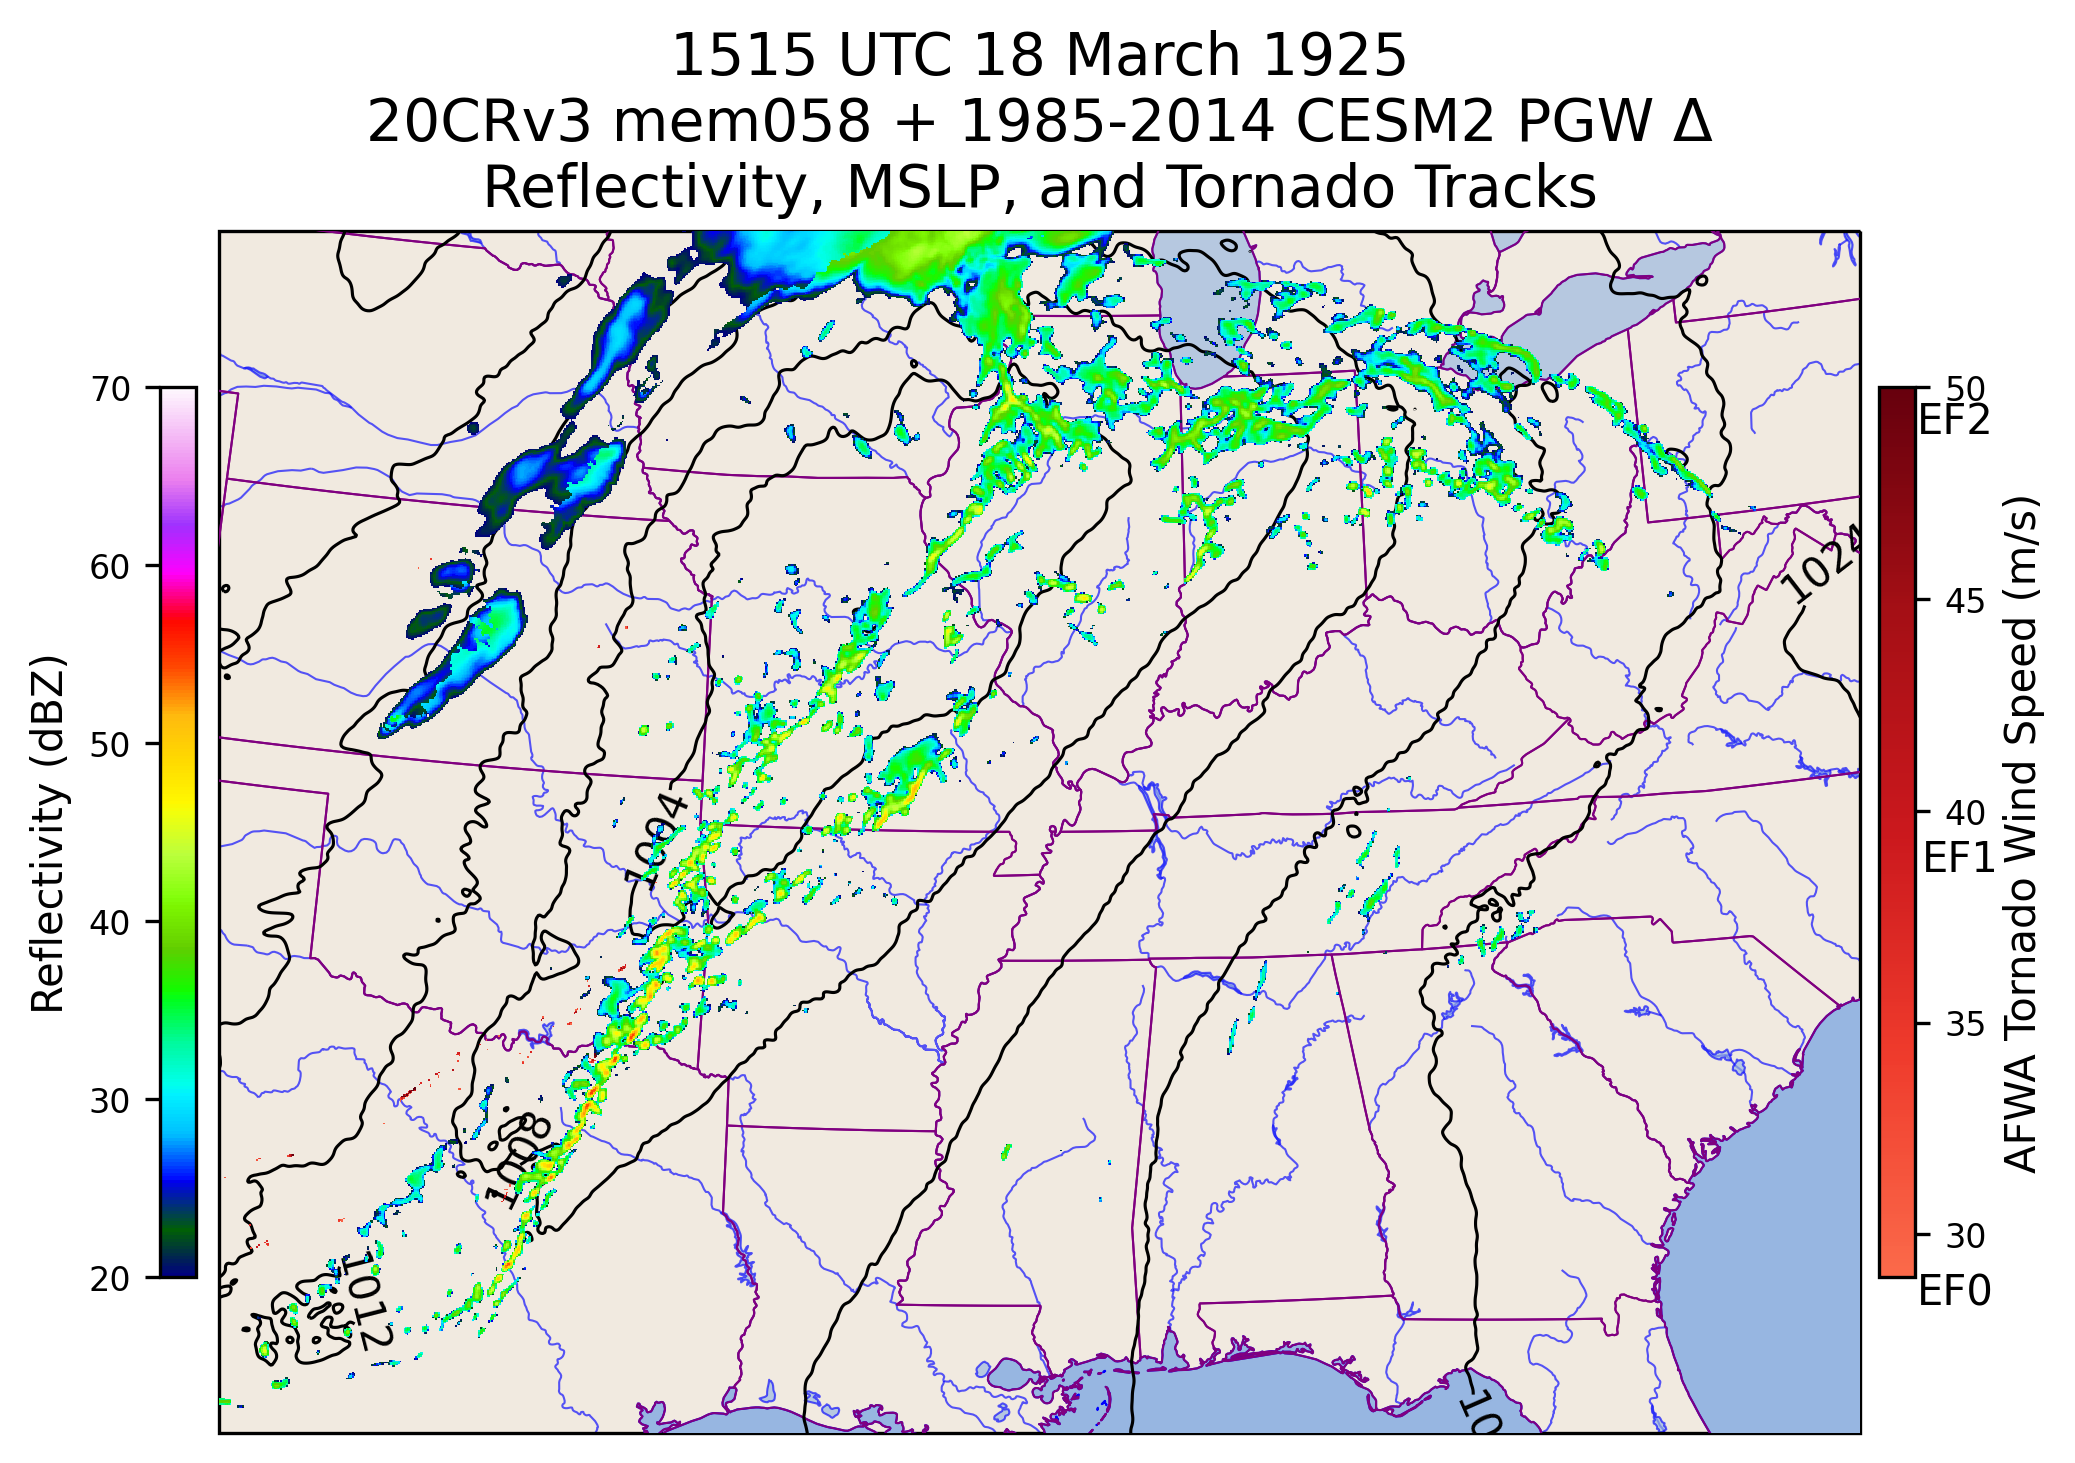 1515 UTC 18 March 1925
20CRv3 mem058 + 1985-2014 CESM2 PGW Δ
Reflectivity, MSLP, and Tornado Tracks
70
60
50
40
30
20
Reflectivity (dBZ)
1004
1008
1012
1024
50
EF2
45
40
EF1
35
30
EF0
AFWA Tornado Wind Speed (m/s)